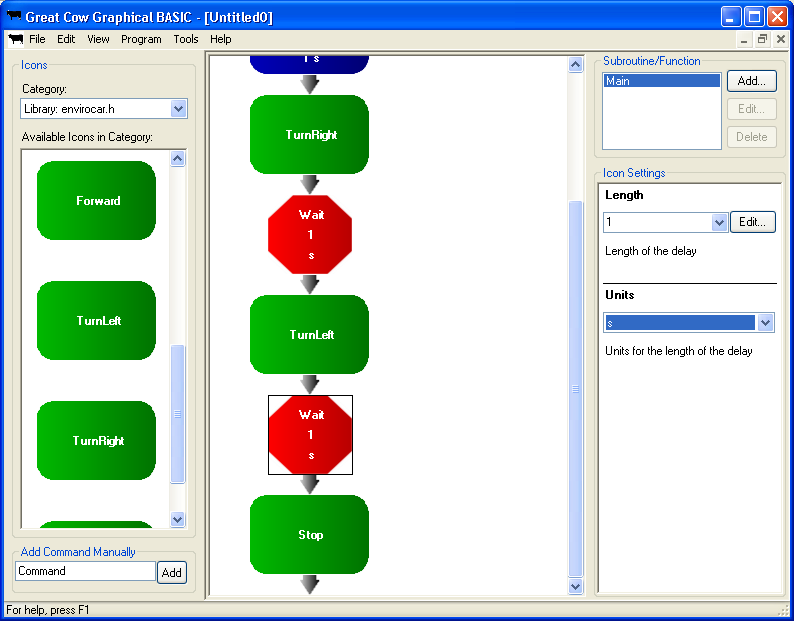 Great Cow Graphical BASIC - [Untitled0]
File Edit View Program Tools Help
Icons
Category:
Library: envirocar.h
Available Icons in Category:
Forward
TurnLeft
TurnRight
Add Command Manually
Command
Add
1 s
TurnRight
Wait
1
s
TurnLeft
Wait
1
s
Stop
Subroutine/Function
Main
Add...
Edit...
Delete
Icon Settings
Length
1
Edit...
Length of the delay
Units
s
Units for the length of the delay
For help, press F1